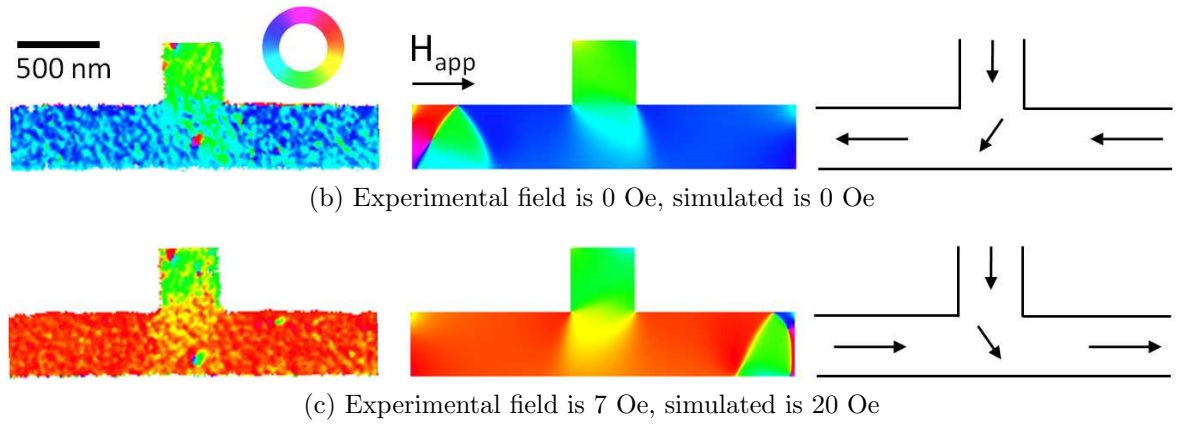 500 nm
H_app
(b) Experimental field is 0 Oe, simulated is 0 Oe
(c) Experimental field is 7 Oe, simulated is 20 Oe